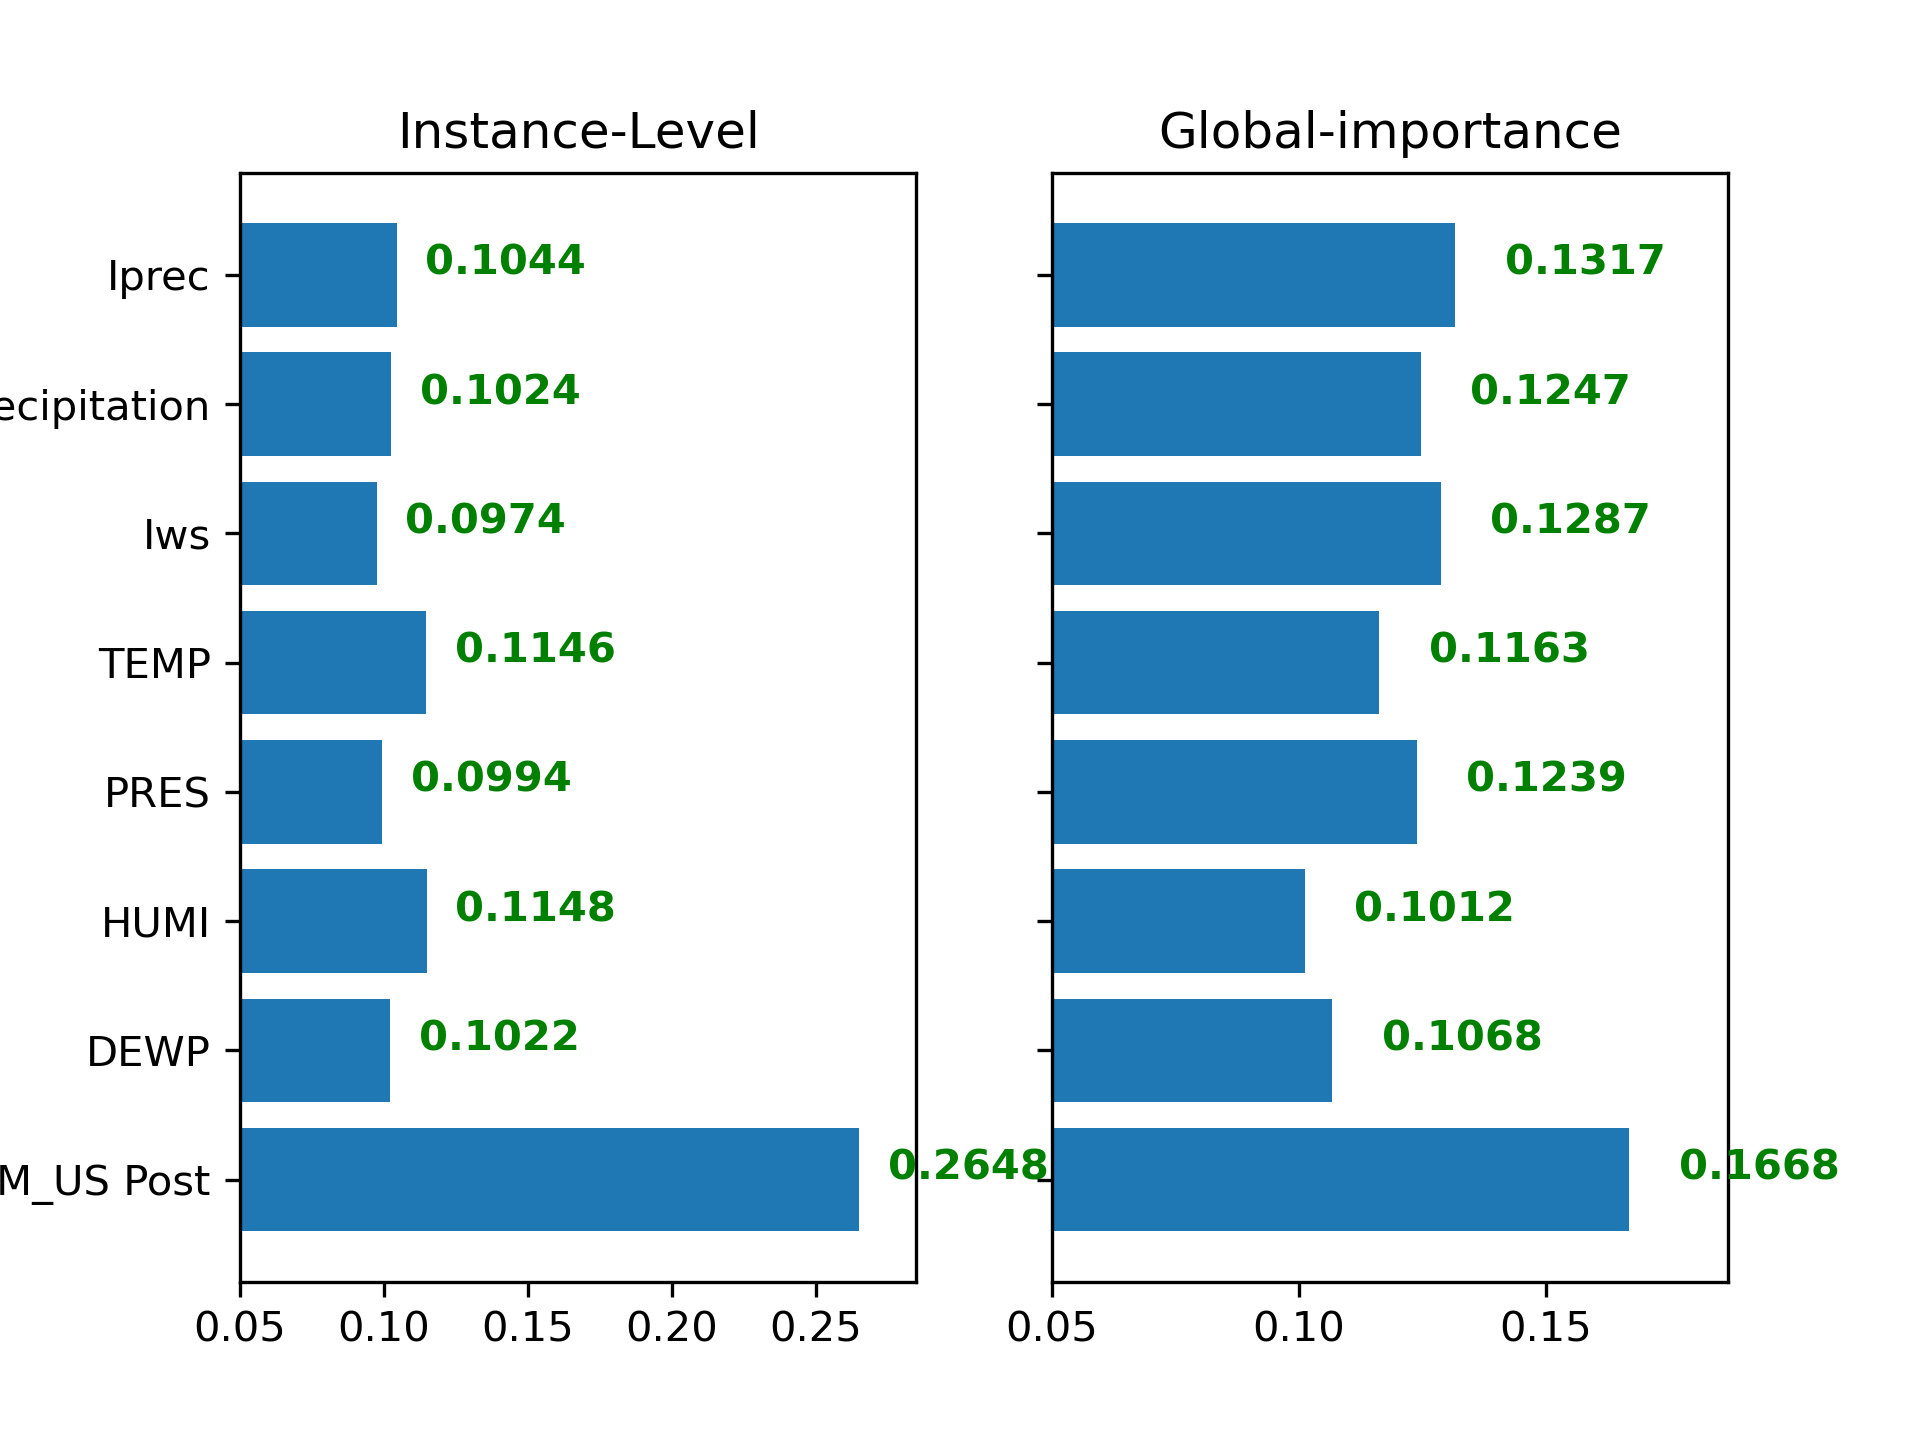 Instance-Level Global-importance
Iprec 0.1044 0.1317
ecipitation 0.1024 0.1247
Iws 0.0974 0.1287
TEMP 0.1146 0.1163
PRES 0.0994 0.1239
HUMI 0.1148 0.1012
DEWP 0.1022 0.1068
M_US Post 0.2648 0.1668
0.05 0.10 0.15 0.20 0.25 0.05 0.10 0.15